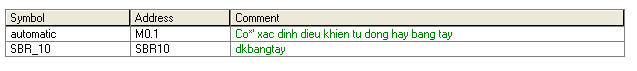 Symbol Address Comment
automatic M0.1 Co" xac dinh dieu khien tu dong hay bang tay
SBR_10 SBR10 dkbangtay